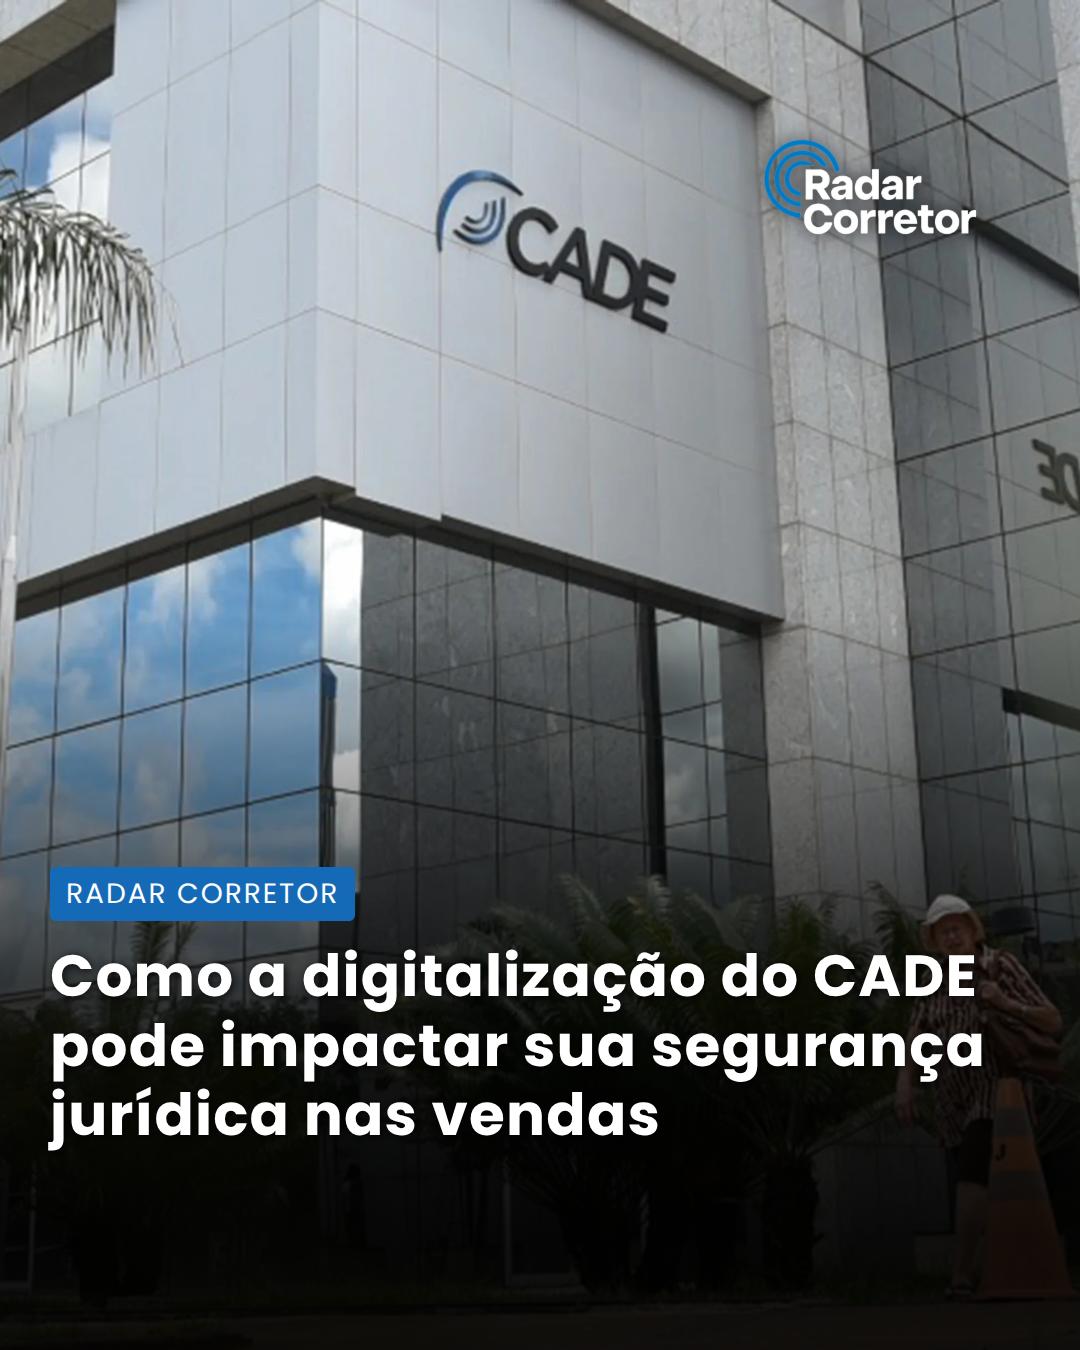 CADE
Radar
Corretor
RADAR CORRETOR
Como a digitalização do CADE
pode impactar sua segurança
jurídica nas vendas